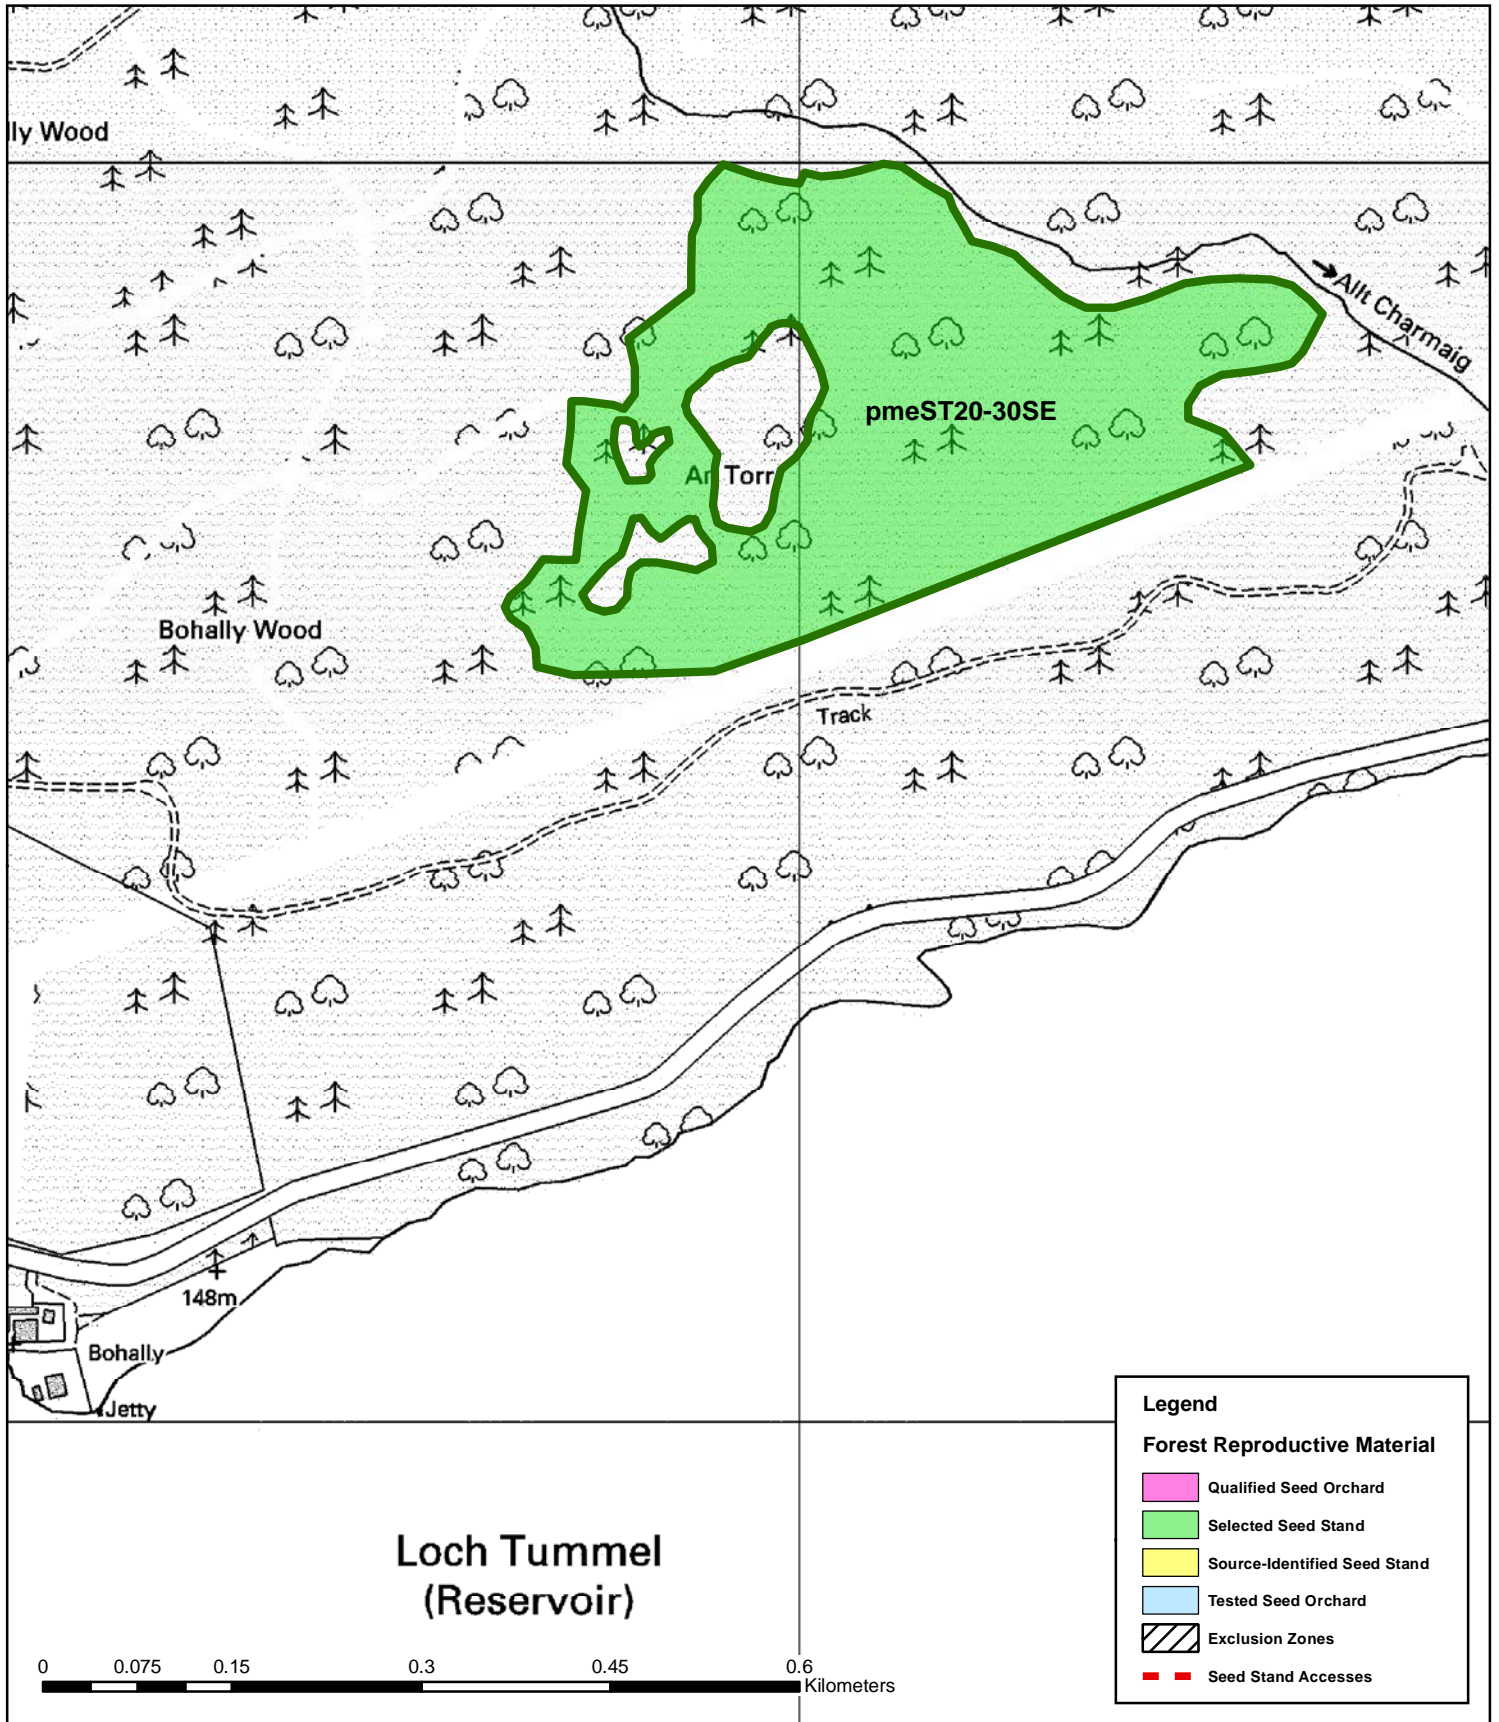 lly Wood
Allt Charmaig
pmeST20-30SE
An Torr
Bohally Wood
Track
148m
Bohally
Jetty
Loch Tummel
(Reservoir)
0 0.075 0.15 0.3 0.45 0.6
Kilometers
Legend
Forest Reproductive Material
Qualified Seed Orchard
Selected Seed Stand
Source-Identified Seed Stand
Tested Seed Orchard
Exclusion Zones
Seed Stand Accesses